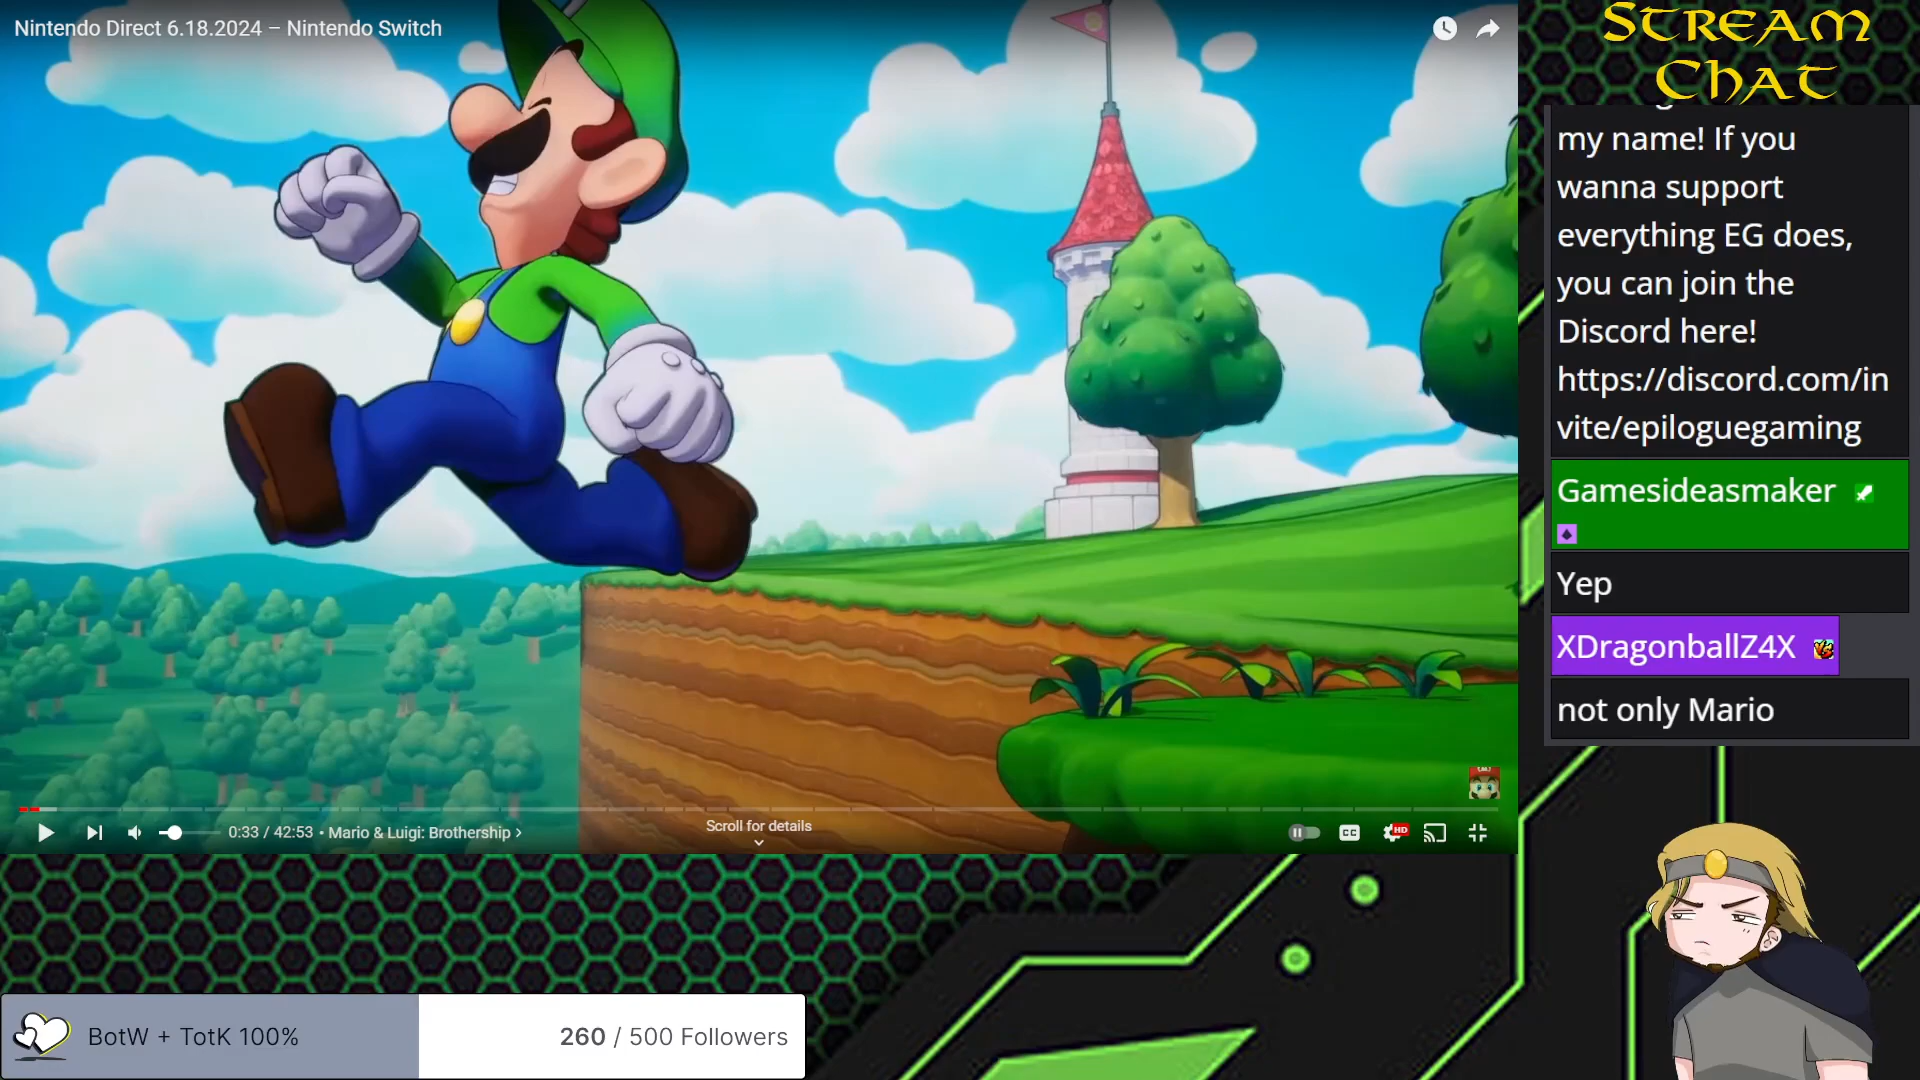 Nintendo Direct 6.18.2024 – Nintendo Switch
0:33 / 42:53 • Mario & Luigi: Brothership ›
Scroll for details
CC
HD
STREAM
CHAT
my name! If you
wanna support
everything EG does,
you can join the
Discord here!
https://discord.com/in
vite/epiloguegaming
Gamesideasmaker
Yep
XDragonballZ4X
not only Mario
BotW + TotK 100%
260 / 500 Followers